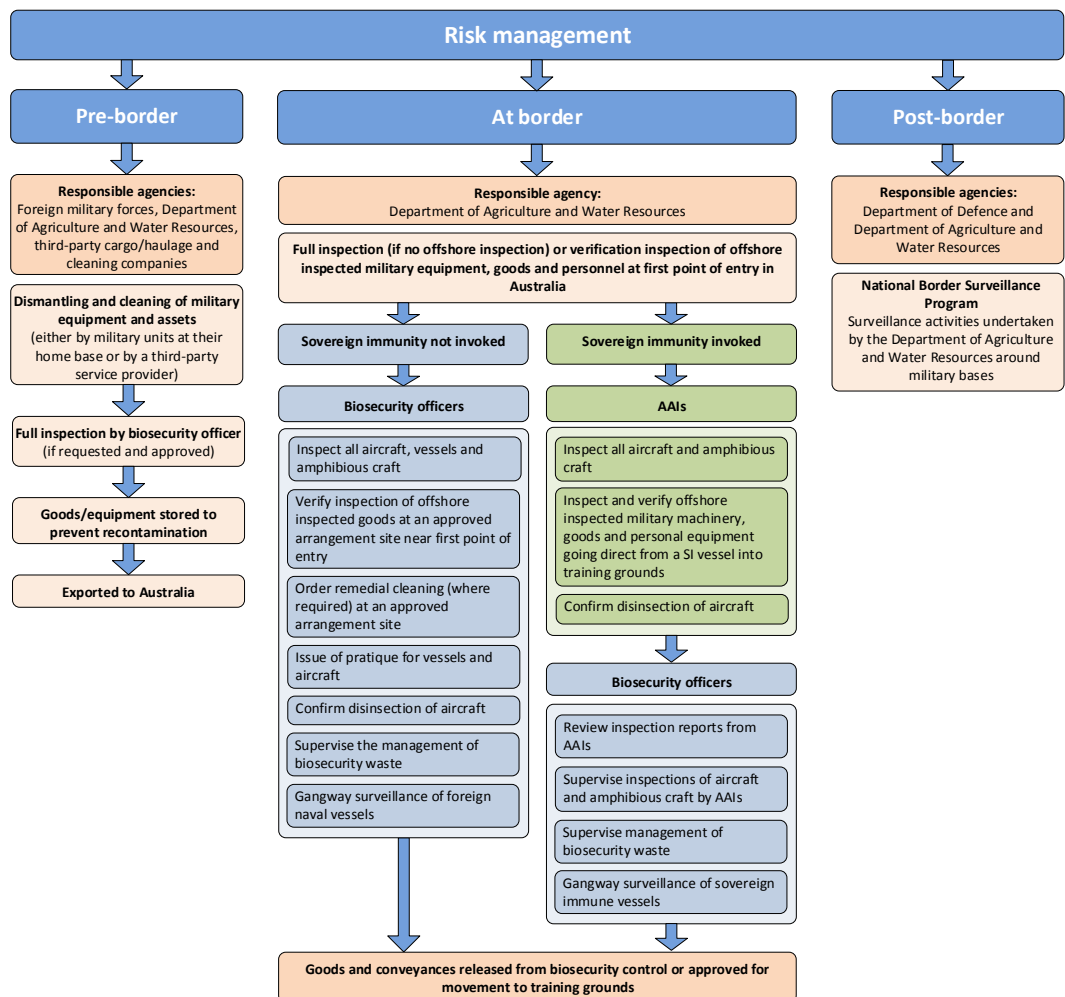 Risk management
Pre-border
Responsible agencies:
Foreign military forces, Department
of Agriculture and Water Resources,
third-party cargo/haulage and
cleaning companies
Dismantling and cleaning of military
equipment and assets
(either by military units at their
home base or by a third-party
service provider)
Full inspection by biosecurity officer
(if requested and approved)
Goods/equipment stored to
prevent recontamination
Exported to Australia
At border
Responsible agency:
Department of Agriculture and Water Resources
Full inspection (if no offshore inspection) or verification inspection of offshore
inspected military equipment, goods and personnel at first point of entry in
Australia
Sovereign immunity not invoked
Biosecurity officers
Inspect all aircraft, vessels and
amphibious craft
Verify inspection of offshore
inspected goods at an approved
arrangement site near first point of
entry
Order remedial cleaning (where
required) at an approved
arrangement site
Issue of pratique for vessels and
aircraft
Confirm disinsection of aircraft
Supervise the management of
biosecurity waste
Gangway surveillance of foreign
naval vessels
Sovereign immunity invoked
AAIs
Inspect all aircraft and amphibious
craft
Inspect and verify offshore
inspected military machinery,
goods and personal equipment
going direct from a SI vessel into
training grounds
Confirm disinsection of aircraft
Biosecurity officers
Review inspection reports from
AAIs
Supervise inspections of aircraft
and amphibious craft by AAIs
Supervise management of
biosecurity waste
Gangway surveillance of sovereign
immune vessels
Goods and conveyances released from biosecurity control or approved for
movement to training grounds
Post-border
Responsible agencies:
Department of Defence and
Department of Agriculture and
Water Resources
National Border Surveillance
Program
Surveillance activities undertaken
by the Department of Agriculture
and Water Resources around
military bases